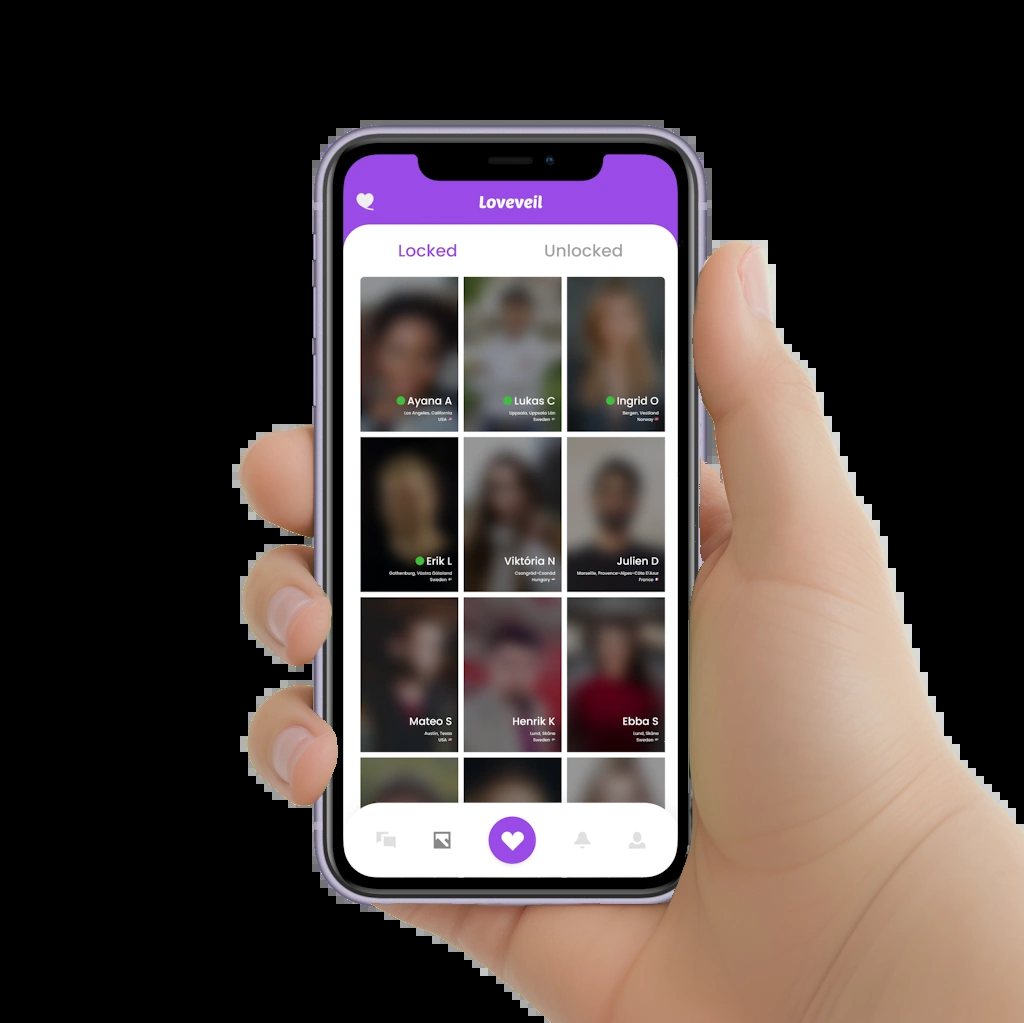 Loveveil
Locked Unlocked
Ayana A Lukas C Ingrid O
Los Angeles, California Uppsala, Uppsala Län Bergen, Vestland
USA Sweden Norway
Erik L Viktória N Julien D
Gothenburg, Västra Götaland Csongrád-Csanád Marseille, Provence-Alpes-Côte D'Azur
Sweden Hungary France
Mateo S Henrik K Ebba S
Austin, Texas Lund, Skåne Lund, Skåne
USA Sweden Sweden